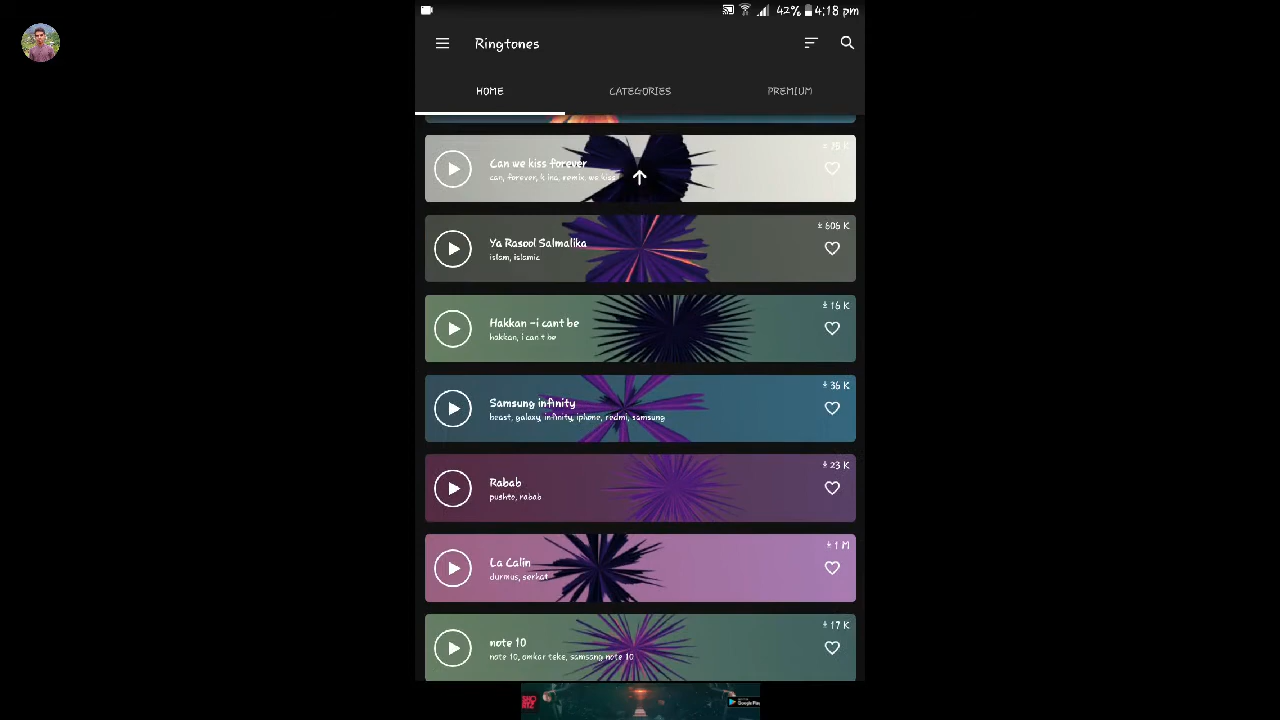 42% 4:18 pm
Ringtones
HOME CATEGORIES PREMIUM
Can we kiss forever
can, forever, k ina, remix, we kiss
Ya Rasool Salmalika
606 K
islam, islamic
Hakkan -i cant be
16 K
hakkan, i can t be
Samsung infinity
36 K
beast, galaxy, infinity, iphone, redmi, samsung
Rabab
23 K
pushto, rabab
La Calin
1 M
durmus, serhat
note 10
17 K
note 10, omkar teke, samsung note 10
Google Play